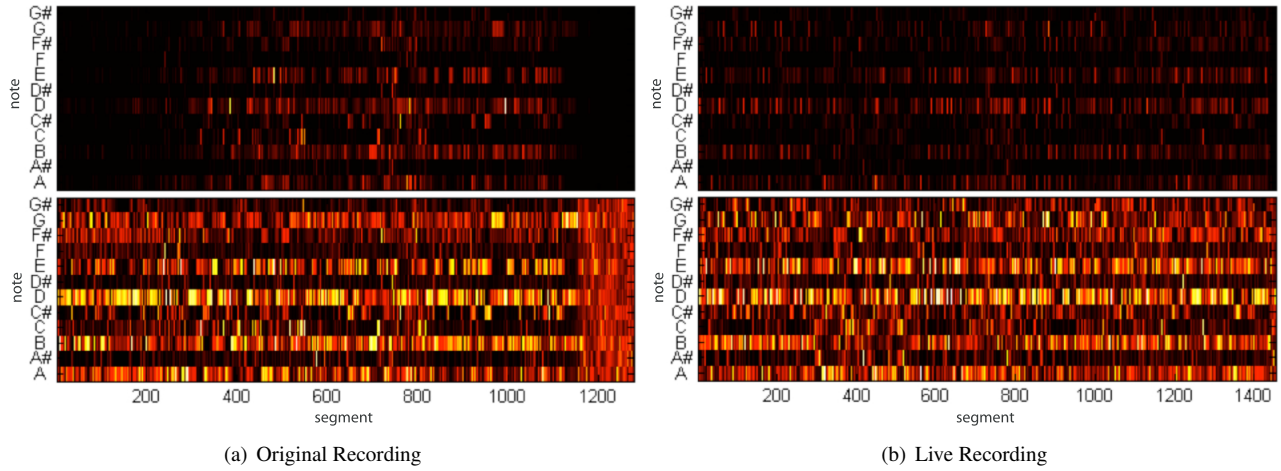 G#
G
F#
F
E
D#
D
C#
C
B
A#
A
note
G#
G
F#
F
E
D#
D
C#
C
B
A#
A
note
200 400 600 800 1000 1200
segment
(a) Original Recording
G#
G
F#
F
E
D#
D
C#
C
B
A#
A
note
G#
G
F#
F
E
D#
D
C#
C
B
A#
A
note
200 400 600 800 1000 1200 1400
segment
(b) Live Recording